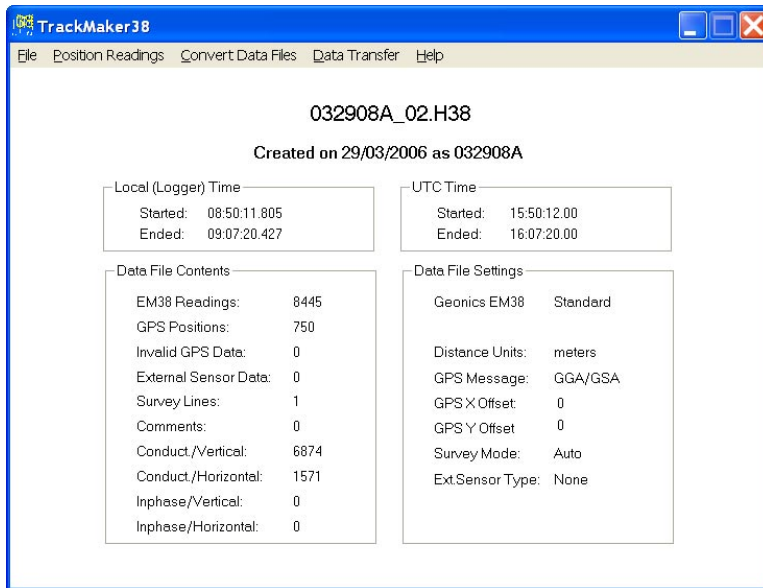 TrackMaker38
File Position Readings Convert Data Files Data Transfer Help
032908A_02.H38
Created on 29/03/2006 as 032908A
Local (Logger) Time
Started: 08:50:11.805
Ended: 09:07:20.427
UTC Time
Started: 15:50:12.00
Ended: 16:07:20.00
Data File Contents
EM38 Readings: 8445
GPS Positions: 750
Invalid GPS Data: 0
External Sensor Data: 0
Survey Lines: 1
Comments: 0
Conduct./Vertical: 6874
Conduct./Horizontal: 1571
Inphase/Vertical: 0
Inphase/Horizontal: 0
Data File Settings
Geonics EM38 Standard
Distance Units: meters
GPS Message: GGA/GSA
GPS X Offset: 0
GPS Y Offset 0
Survey Mode: Auto
Ext.Sensor Type: None